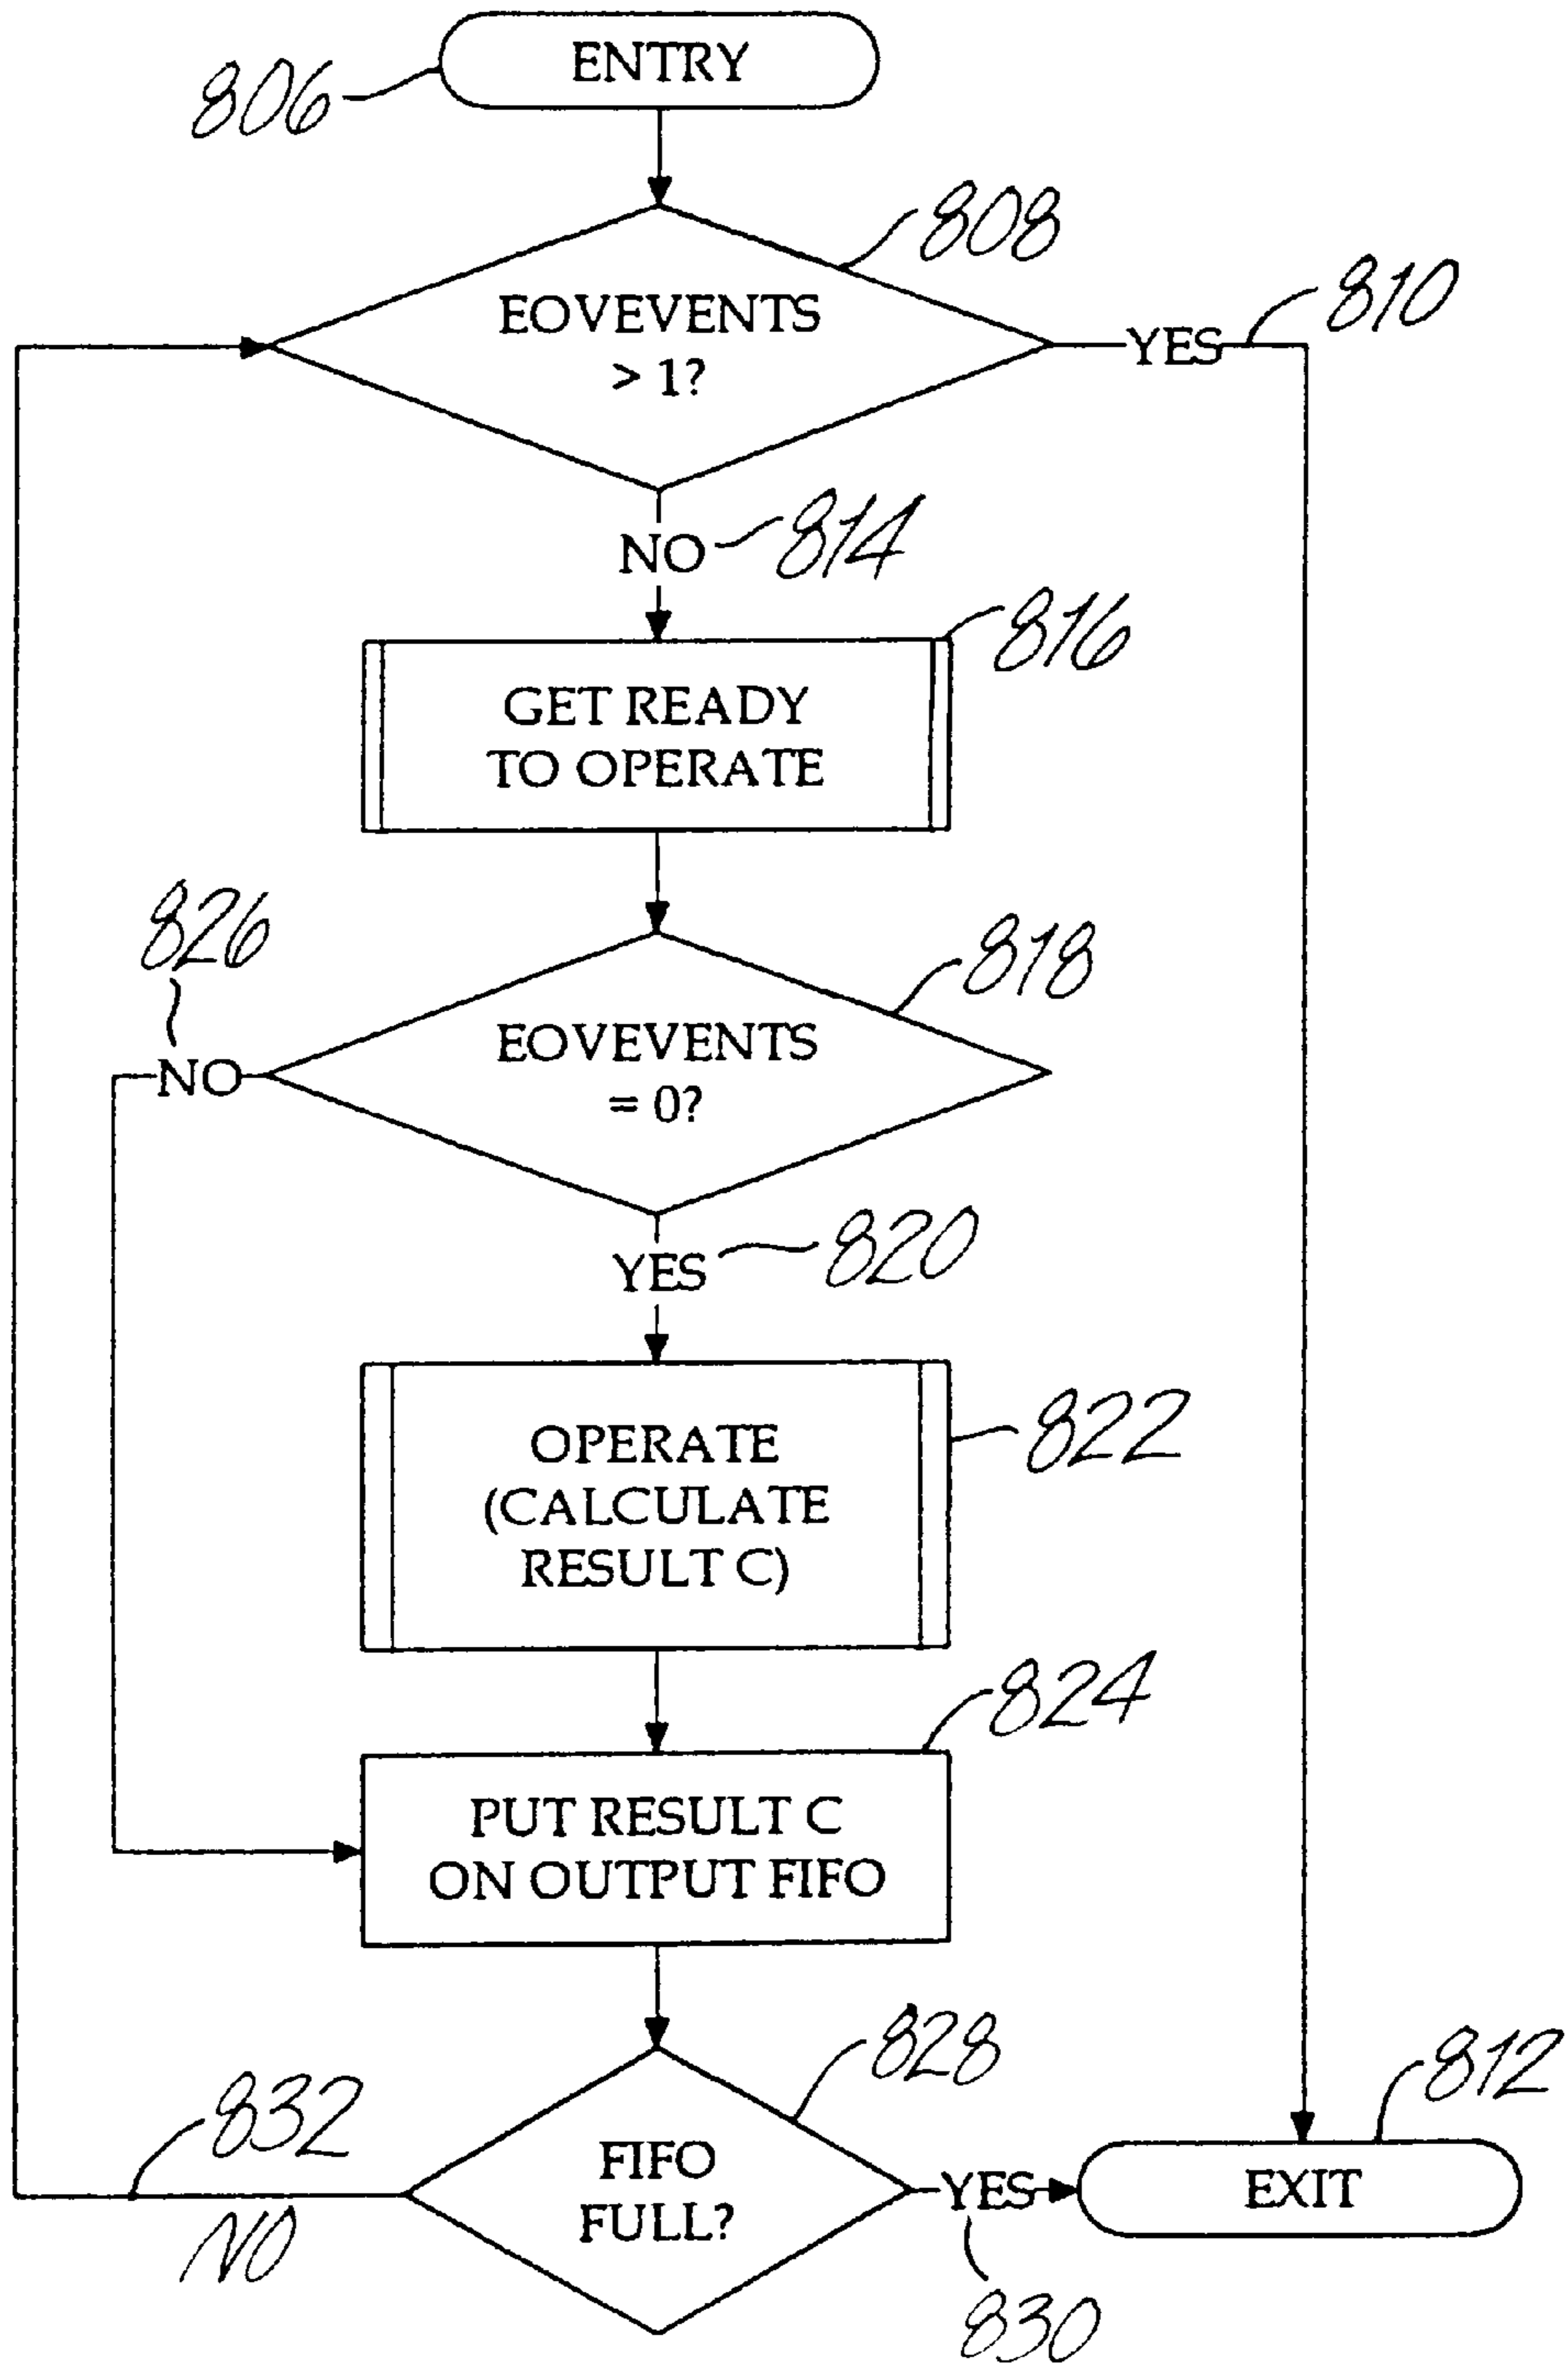 ENTRY
806
808
EOVEVENTS
> 1?
YES
810
NO
814
816
GET READY
TO OPERATE
826
818
EOVEVENTS
= 0?
NO
YES
820
822
OPERATE
(CALCULATE
RESULT C)
824
PUT RESULT C
ON OUTPUT FIFO
828
812
832
FIFO
FULL?
YES
EXIT
NO
830